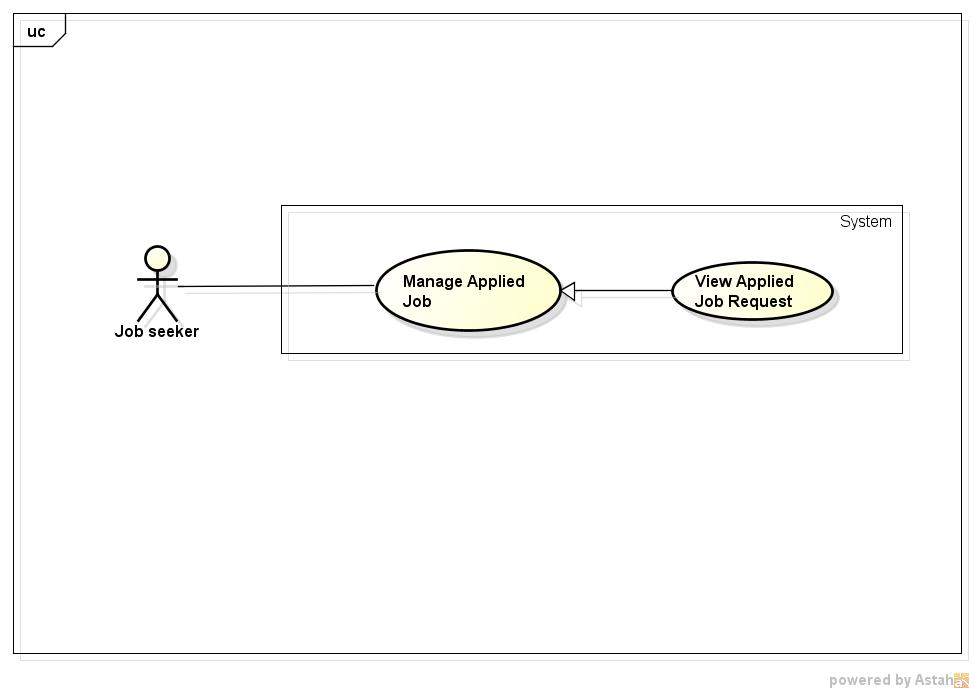 uc
System
Manage Applied
Job
View Applied
Job Request
Job seeker
powered by Astah